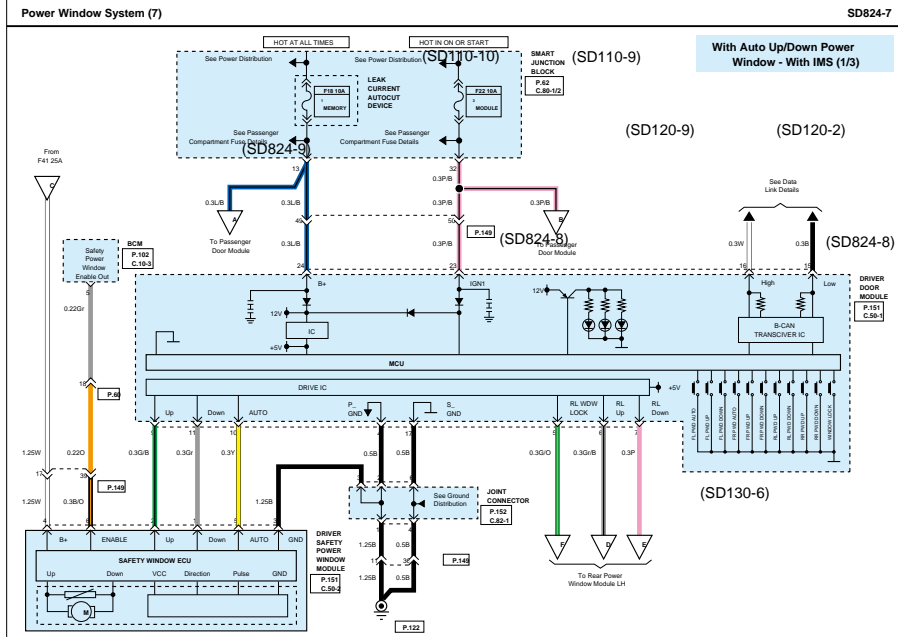 Power Window System (7)
SD824-7
HOT AT ALL TIMES
HOT IN ON OR START
With Auto Up/Down Power
Window - With IMS (1/3)
See Power Distribution
See Power Distribution
(SD110-10)
SMART
JUNCTION
BLOCK
(SD110-9)
P.62
C.80-1/2
LEAK
CURRENT
AUTOCUT
DEVICE
F18 10A
MEMORY
F22 10A
MODULE
See Passenger
Compartment Fuse Details
(SD824-9)
See Passenger
Compartment Fuse Details
(SD120-9)
(SD120-2)
From
F41 25A
C
13
32
0.3P/B
See Data
Link Details
0.3L/B
0.3L/B
0.3P/B
0.3P/B
A
B
49
50
P.149
To Passenger
Door Module
(SD824-8)
To Passenger
Door Module
(SD824-8)
0.3L/B
0.3P/B
0.3W
0.3B
Safety
Power
Window
Enable Out
BCM
P.102
C.10-3
24
23
16
15
B+
IGN1
High
Low
DRIVER
DOOR
MODULE
P.151
C.50-1
5
0.22Gr
12V
12V
IC
+5V
B-CAN
TRANSCIVER IC
MCU
DRIVE IC
+5V
18
P.60
Up
Down
AUTO
P_
GND
S_
GND
RL WDW
LOCK
RL
Up
RL
Down
FL PWD AUTO
FL PWD UP
FL PWD DOWN
FR PWD AUTO
FR PWD UP
FR PWD DOWN
RL PWD UP
RL PWD DOWN
RR PWD UP
RR PWD DOWN
WINDOW LOCK
9
11
10
4
17
5
6
7
1.25W
0.22O
0.3G/B
0.3Gr
0.3Y
0.5B
0.5B
0.3G/O
0.3Gr/B
0.3P
17
39
P.149
1.25W
0.3B/O
1.25B
See Ground
Distribution
JOINT
CONNECTOR
P.152
C.82-1
(SD130-6)
B+
ENABLE
Up
Down
AUTO
GND
DRIVER
SAFETY
POWER
WINDOW
MODULE
P.151
C.50-2
1.25B
0.5B
11
38
P.149
1.25B
0.5B
F
D
E
To Rear Power
Window Module LH
SAFETY WINDOW ECU
Up
Down
VCC
Direction
Pulse
GND
M
P.122